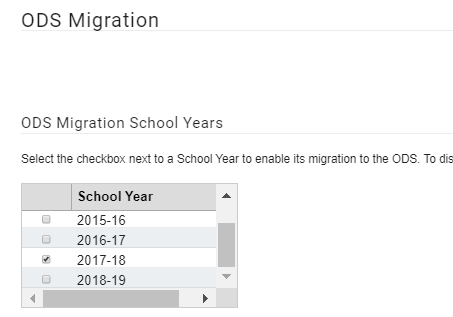 ODS Migration
ODS Migration School Years
Select the checkbox next to a School Year to enable its migration to the ODS. To dis
School Year
2015-16
2016-17
2017-18
2018-19